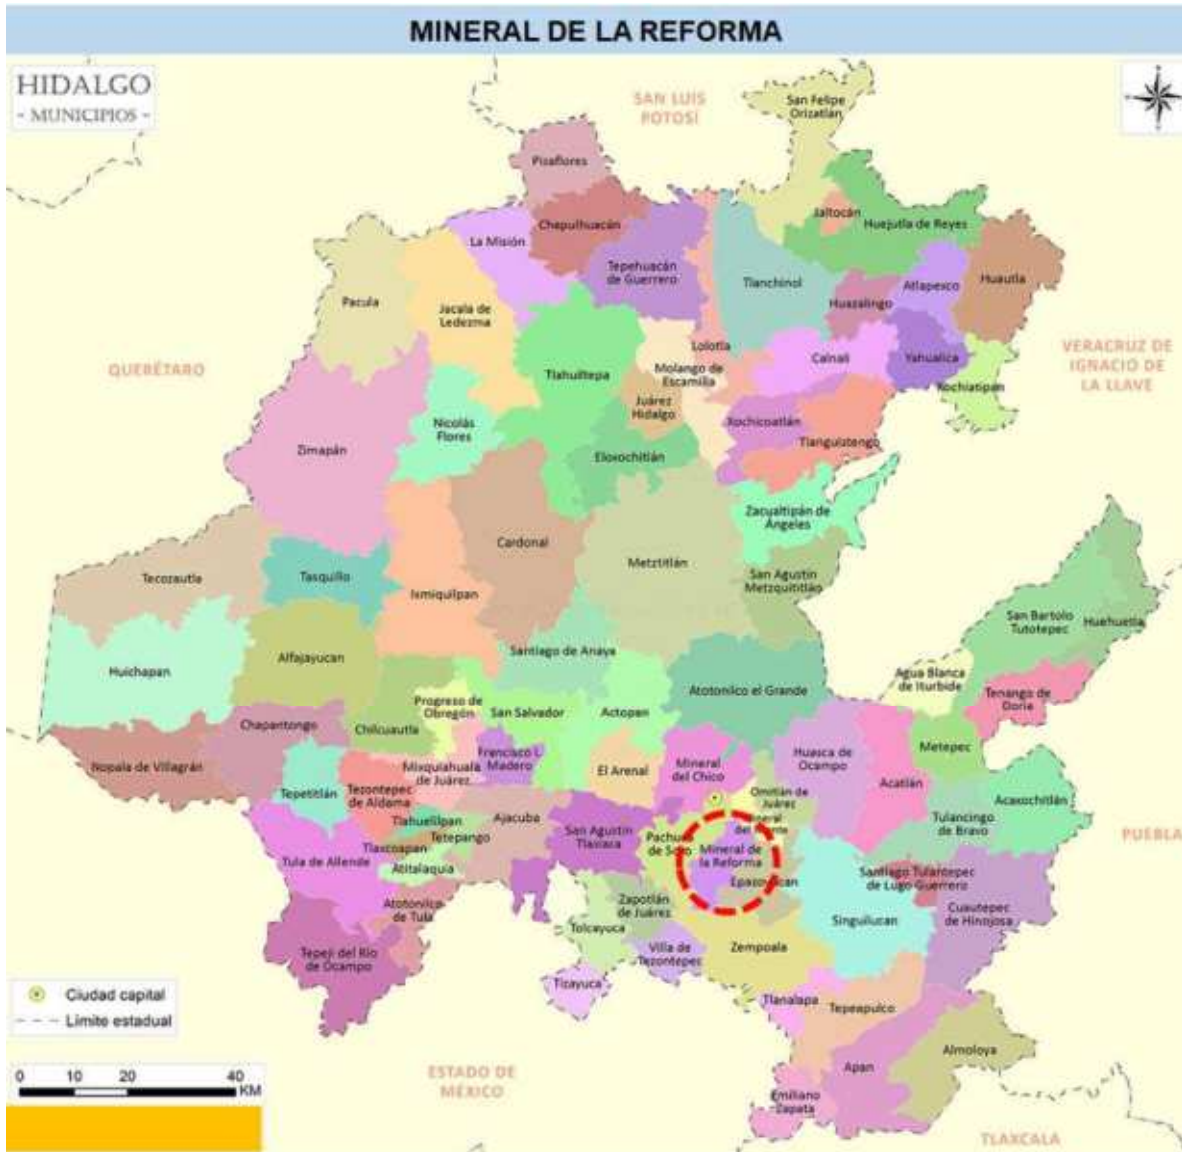 MINERAL DE LA REFORMA
HIDALGO
- MUNICIPIOS -
SAN LUIS
POTOSÍ
San Felipe
Orizatlán
Pisaflores
Jaltocán
Huejutla de Reyes
Chapulhuacán
La Misión
Tepehuacán
de Guerrero
Tlanchinol
Atlapexco
Huautla
Huazalingo
Pacula
Jacala de
Ledezma
QUERÉTARO
Lolotla
Calnali
Yahualica
VERACRUZ DE
IGNACIO DE
LA LLAVE
Xochiatipan
Molango de
Escamilla
Tlahuiltepa
Juárez
Hidalgo
Nicolás
Flores
Xochicoatlán
Tianguistengo
Zimapán
Eloxochitlán
Zacualtipán de
Ángeles
Cardonal
Metztitlán
Tecozautla
Tasquillo
Ixmiquilpan
San Agustín
Metzquititlán
San Bartolo
Tutotepec
Huehuetla
Santiago de Anaya
Alfajayucan
Huichapan
Agua Blanca
de Iturbide
Atotonilco el Grande
Tenango de
Doria
Progreso de
Obregón
San Salvador
Actopan
Chapantongo
Chilcuautla
Metepec
Huasca de
Ocampo
Francisco I.
Madero
Nopala de Villagrán
Mixquiahuala
de Juárez
El Arenal
Mineral
del Chico
Acatlán
Tepetitlán
Tezontepec
de Aldama
Omitlán de
Juárez
Acaxochitlán
Tlahuelilpan
Ajacuba
Tulancingo
de Bravo
Tetepango
San Agustín
Tlaxiaca
Pachuca
de Soto
Mineral
del Monte
PUEBLA
Tlaxcoapan
Mineral de
la Reforma
Tula de Allende
Atitalaquia
Epazoyucan
Santiago Tulantepec
de Lugo Guerrero
Atotonilco
de Tula
Zapotlán
de Juárez
Cuautepec
de Hinojosa
Singuilucan
Tolcayuca
Villa de
Tezontepec
Zempoala
Tepeji del Río
de Ocampo
Tizayuca
Ciudad capital
Límite estadual
Tlanalapa
Tepeapulco
Almoloya
Apan
0 10 20 40
KM
ESTADO DE
MÉXICO
Emiliano
Zapata
TLAXCALA